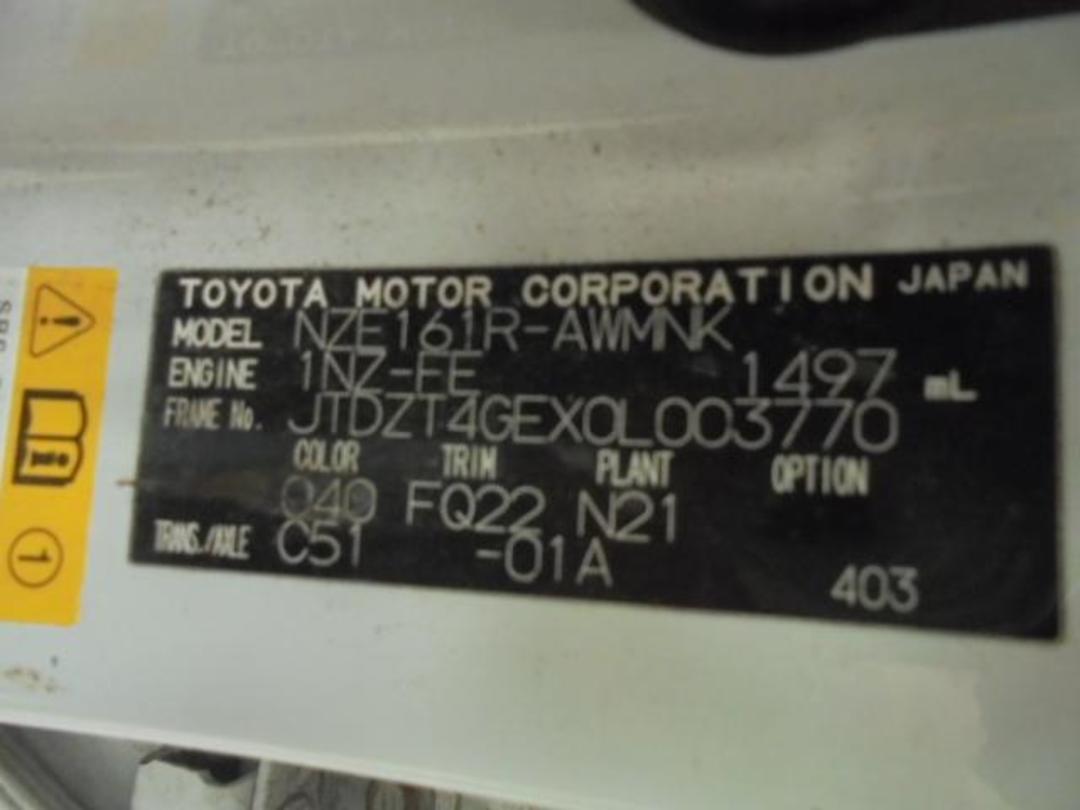 TOYOTA MOTOR CORPORATION JAPAN
MODEL NZE161R-AWMNK
ENGINE 1NZ-FE 1497 mL
FRAME No. JTDZT4GEX0L003770
COLOR TRIM PLANT OPTION
040 FQ22 N21
TRANS./AXLE C51 -01A
403
1